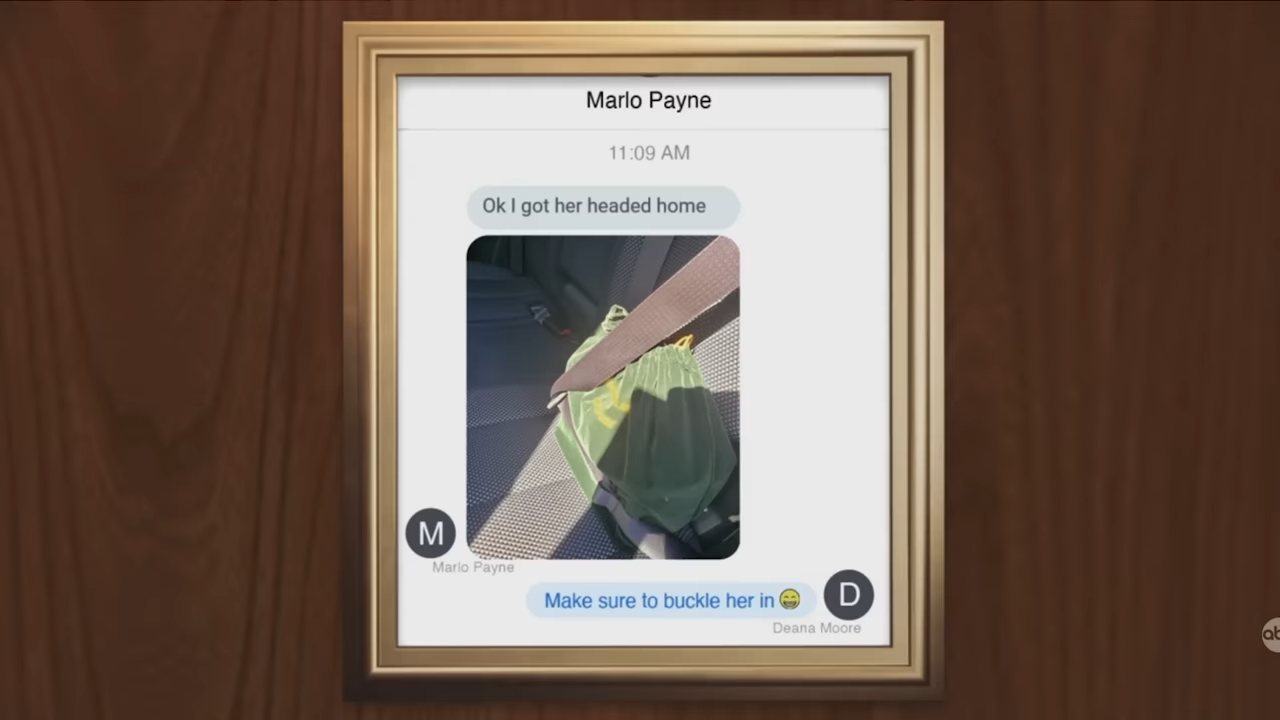 Marlo Payne
11:09 AM
Ok I got her headed home
M
Marlo Payne
Make sure to buckle her in 😄
D
Deana Moore